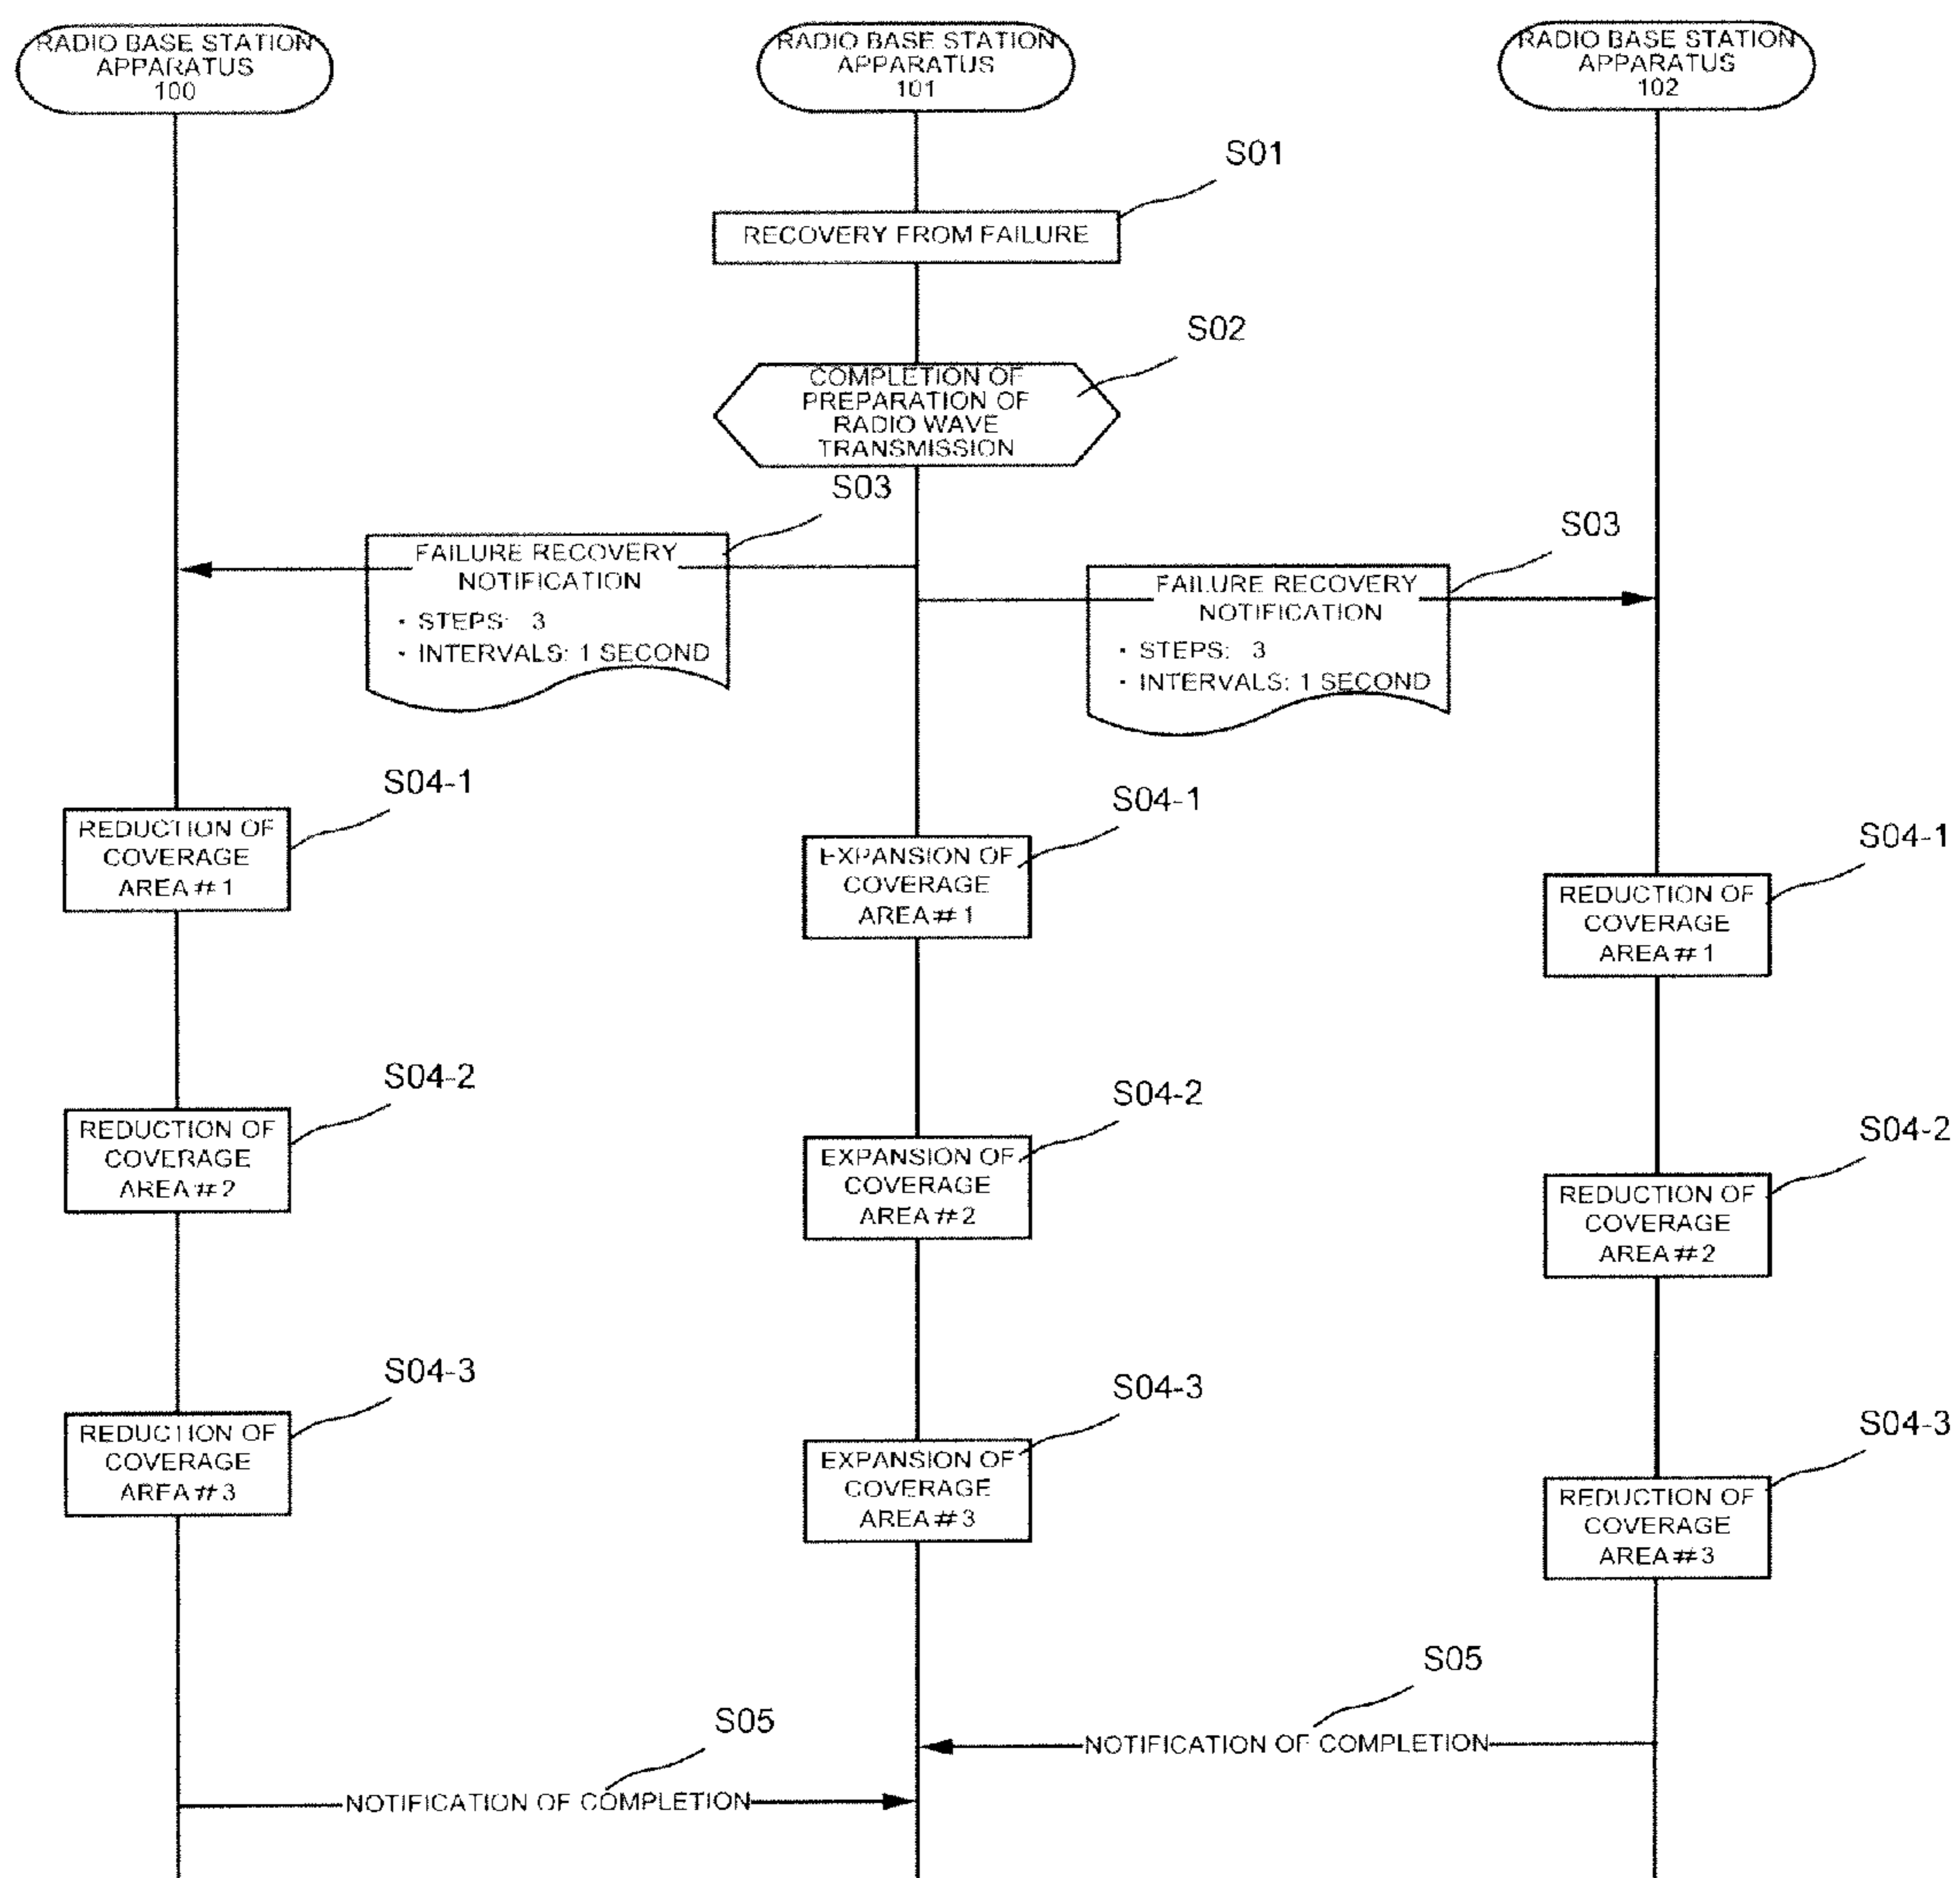 RADIO BASE STATION
APPARATUS
100
RADIO BASE STATION
APPARATUS
101
RADIO BASE STATION
APPARATUS
102
S01
RECOVERY FROM FAILURE
S02
COMPLETION OF
PREPARATION OF
RADIO WAVE
TRANSMISSION
S03
FAILURE RECOVERY
NOTIFICATION
· STEPS: 3
· INTERVALS: 1 SECOND
S03
FAILURE RECOVERY
NOTIFICATION
· STEPS: 3
· INTERVALS: 1 SECOND
S04-1
REDUCTION OF
COVERAGE
AREA#1
S04-1
EXPANSION OF
COVERAGE
AREA#1
S04-1
REDUCTION OF
COVERAGE
AREA#1
S04-2
REDUCTION OF
COVERAGE
AREA#2
S04-2
EXPANSION OF
COVERAGE
AREA#2
S04-2
REDUCTION OF
COVERAGE
AREA#2
S04-3
REDUCTION OF
COVERAGE
AREA#3
S04-3
EXPANSION OF
COVERAGE
AREA#3
S04-3
REDUCTION OF
COVERAGE
AREA#3
S05
NOTIFICATION OF COMPLETION
S05
NOTIFICATION OF COMPLETION